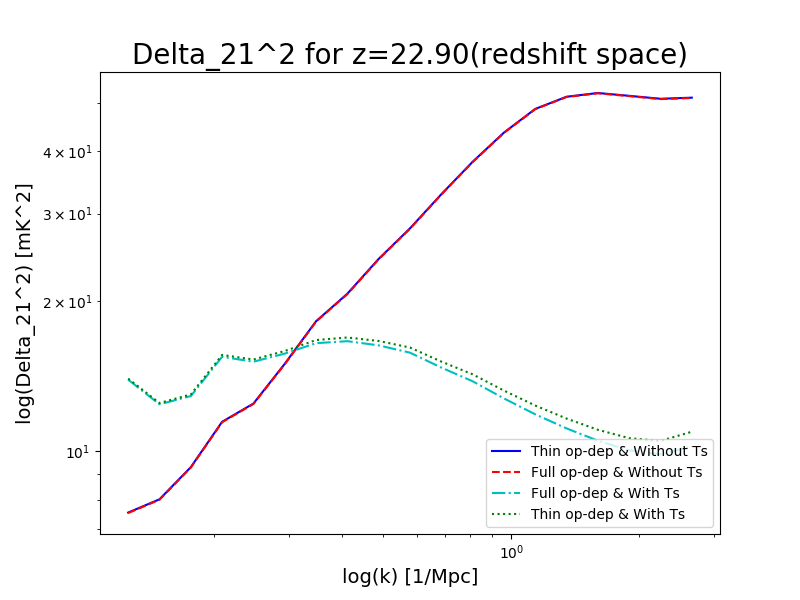 Delta_21^2 for z=22.90(redshift space)
log(Delta_21^2) [mK^2]
4 × 10^1
3 × 10^1
2 × 10^1
10^1
10^0
log(k) [1/Mpc]
Thin op-dep & Without Ts
Full op-dep & Without Ts
Full op-dep & With Ts
Thin op-dep & With Ts